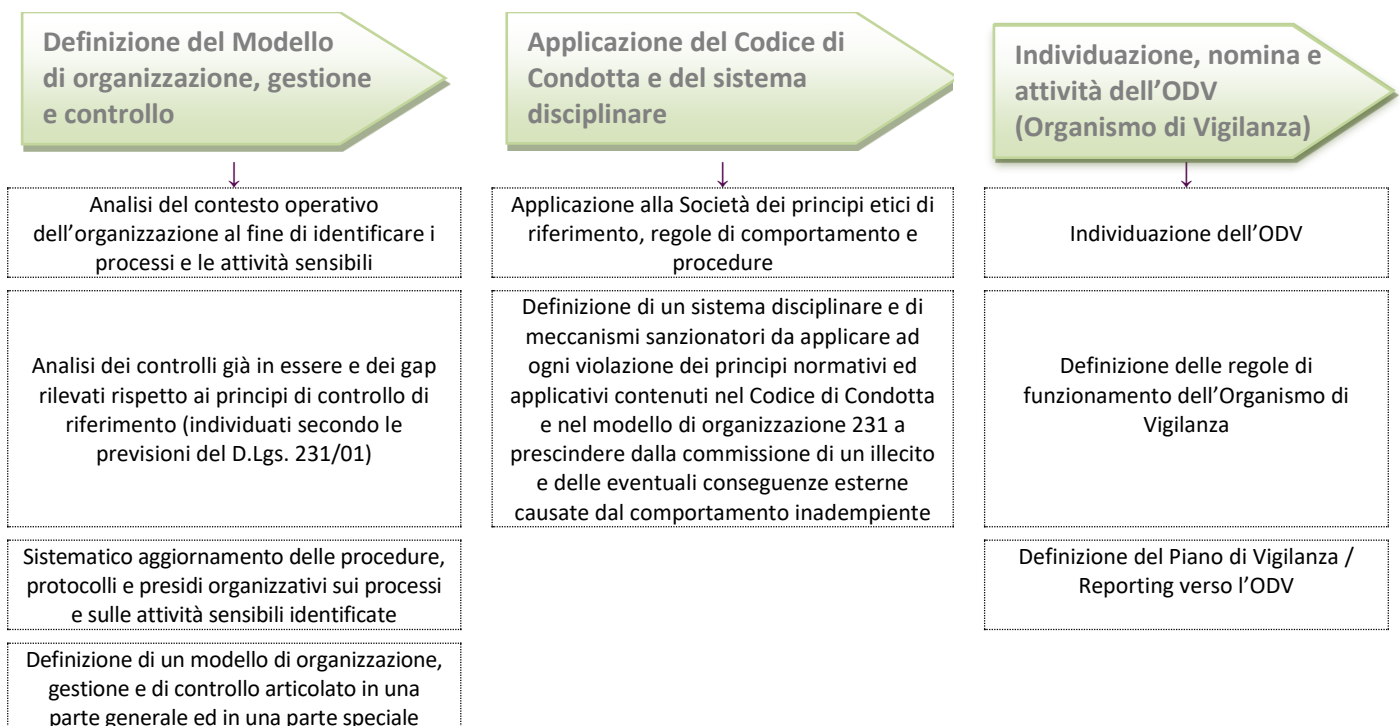 Definizione del Modello
di organizzazione, gestione
e controllo
↓
Analisi del contesto operativo
dell’organizzazione al fine di identificare i
processi e le attività sensibili
Analisi dei controlli già in essere e dei gap
rilevati rispetto ai principi di controllo di
riferimento (individuati secondo le
previsioni del D.Lgs. 231/01)
Sistematico aggiornamento delle procedure,
protocolli e presidi organizzativi sui processi
e sulle attività sensibili identificate
Definizione di un modello di organizzazione,
gestione e di controllo articolato in una
parte generale ed in una parte speciale
Applicazione del Codice di
Condotta e del sistema
disciplinare
↓
Applicazione alla Società dei principi etici di
riferimento, regole di comportamento e
procedure
Definizione di un sistema disciplinare e di
meccanismi sanzionatori da applicare ad
ogni violazione dei principi normativi ed
applicativi contenuti nel Codice di Condotta
e nel modello di organizzazione 231 a
prescindere dalla commissione di un illecito
e delle eventuali conseguenze esterne
causate dal comportamento inadempiente
Individuazione, nomina e
attività dell’ODV
(Organismo di Vigilanza)
↓
Individuazione dell’ODV
Definizione delle regole di
funzionamento dell’Organismo di
Vigilanza
Definizione del Piano di Vigilanza /
Reporting verso l’ODV